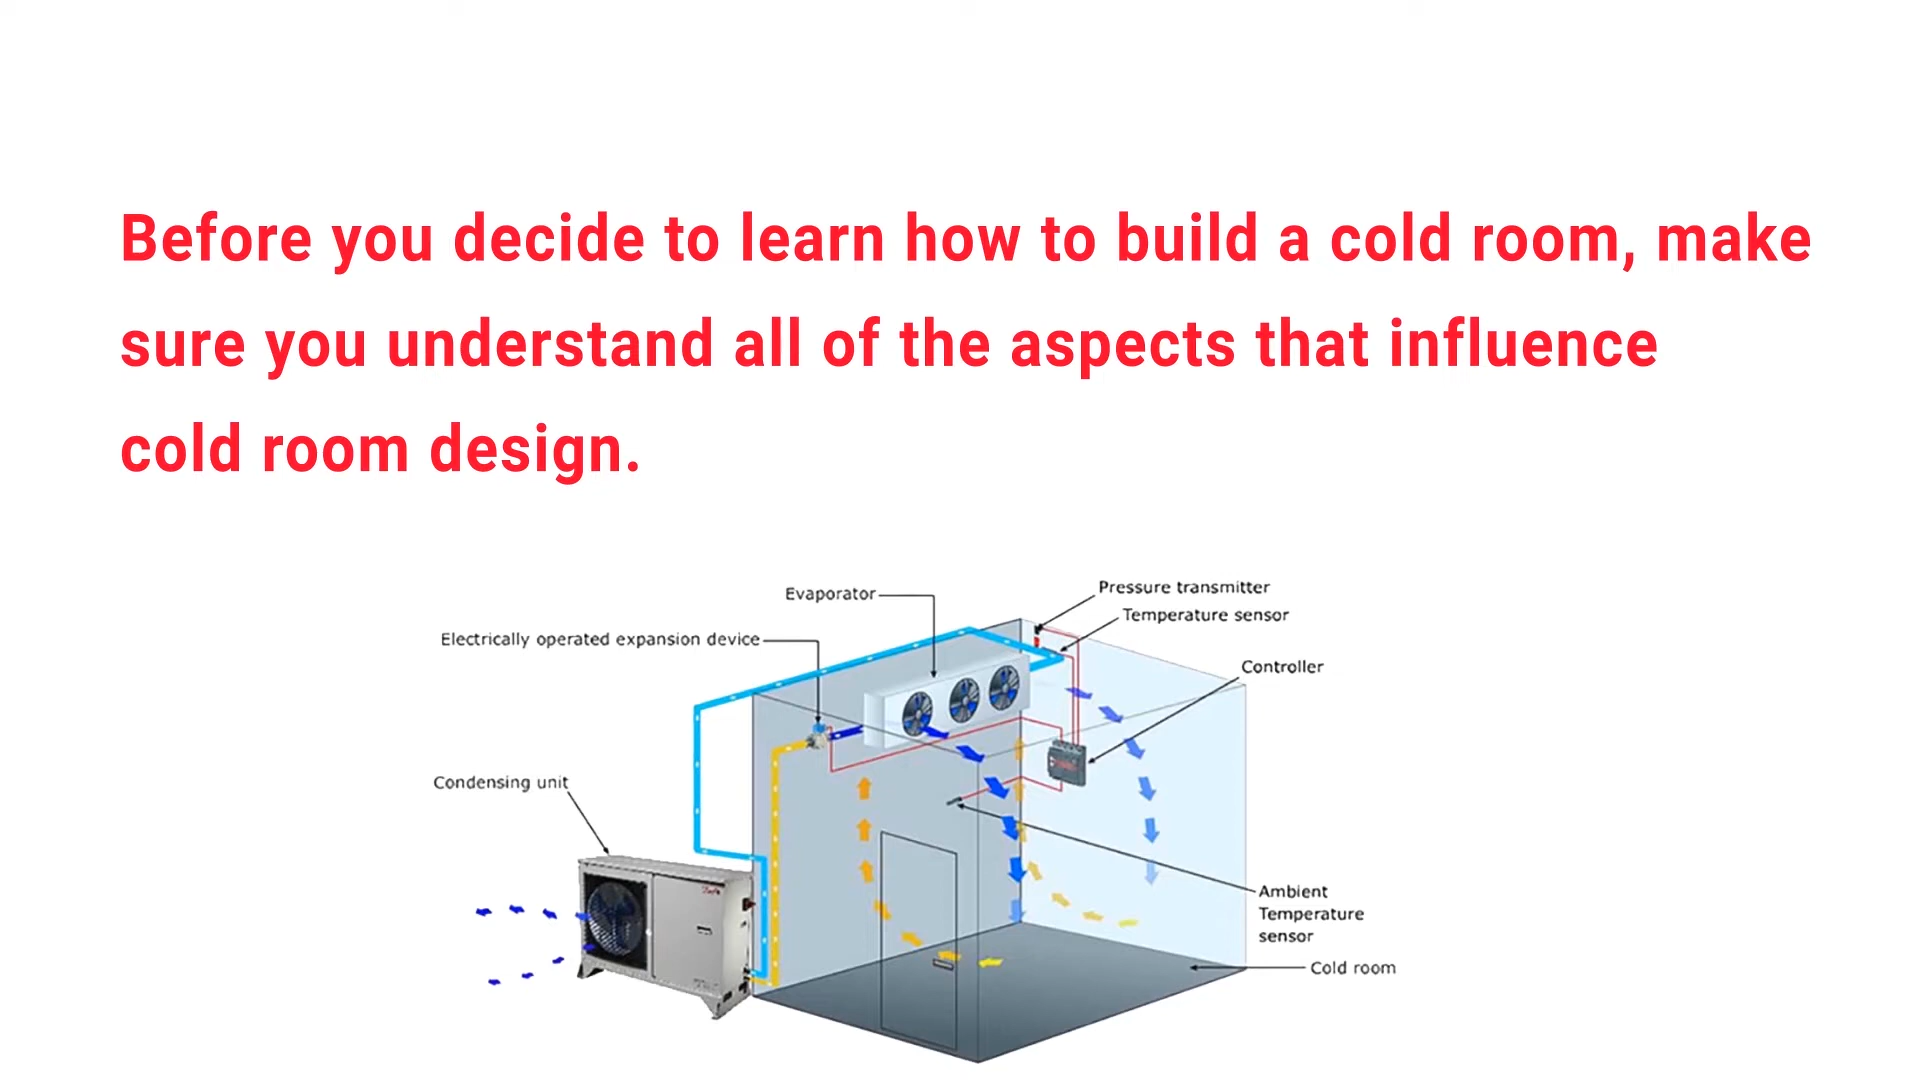 Before you decide to learn how to build a cold room, make
sure you understand all of the aspects that influence
cold room design.
Evaporator
Pressure transmitter
Temperature sensor
Electrically operated expansion device
Controller
Condensing unit
Ambient
Temperature
sensor
Cold room